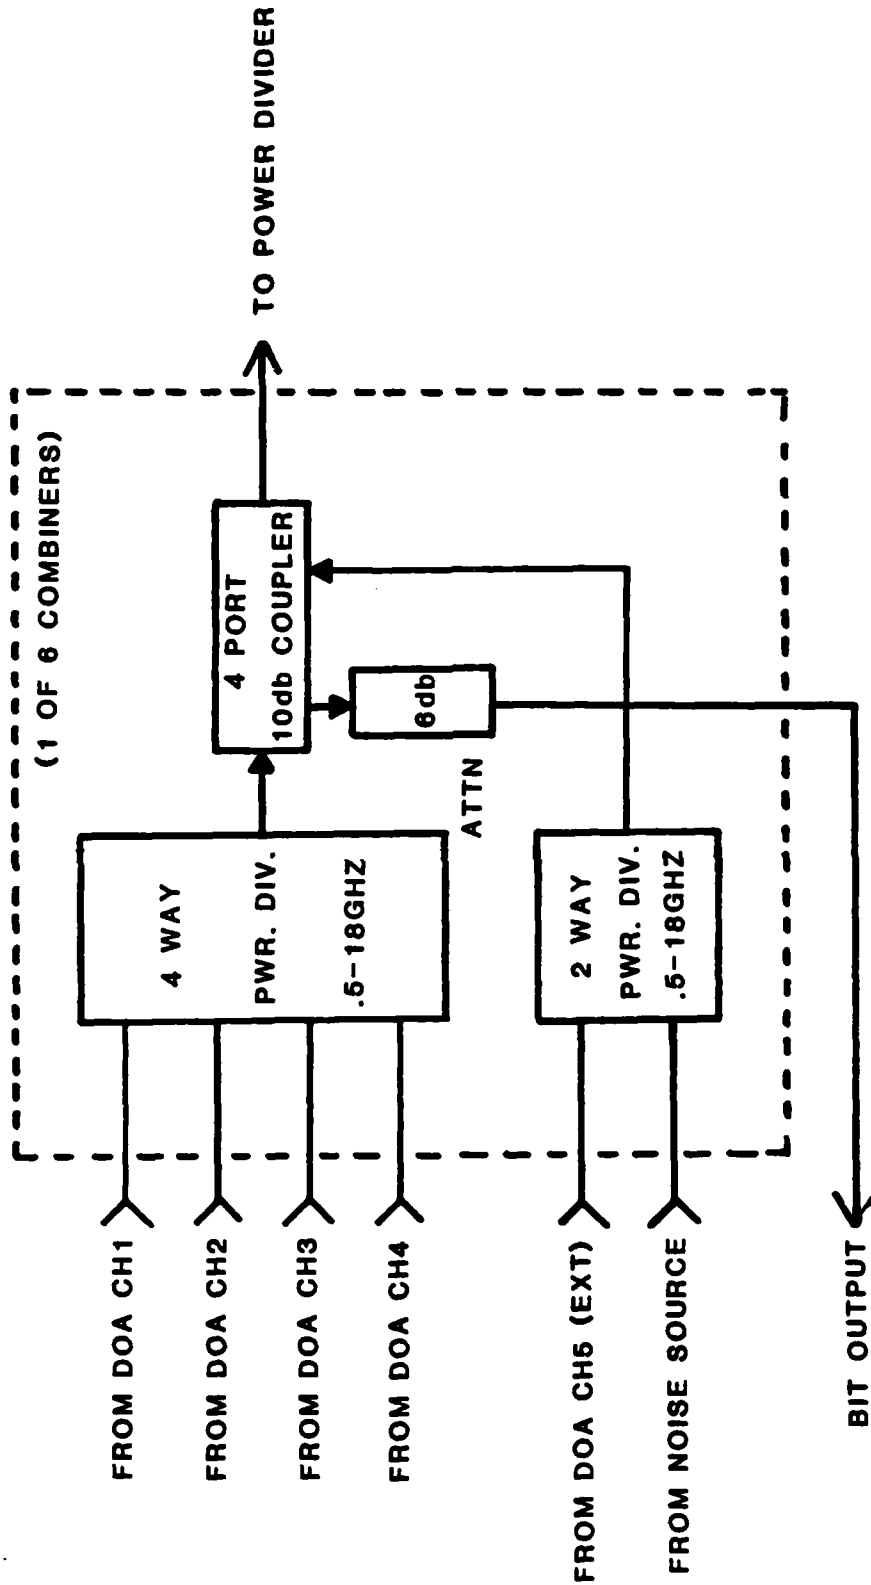 (1 OF 6 COMBINERS)
FROM DOA CH1
FROM DOA CH2
FROM DOA CH3
FROM DOA CH4
4 WAY
PWR. DIV.
.5-18GHZ
4 PORT
10db COUPLER
TO POWER DIVIDER
6db
ATTN
FROM DOA CH5 (EXT)
FROM NOISE SOURCE
2 WAY
PWR. DIV.
.5-18GHZ
BIT OUTPUT